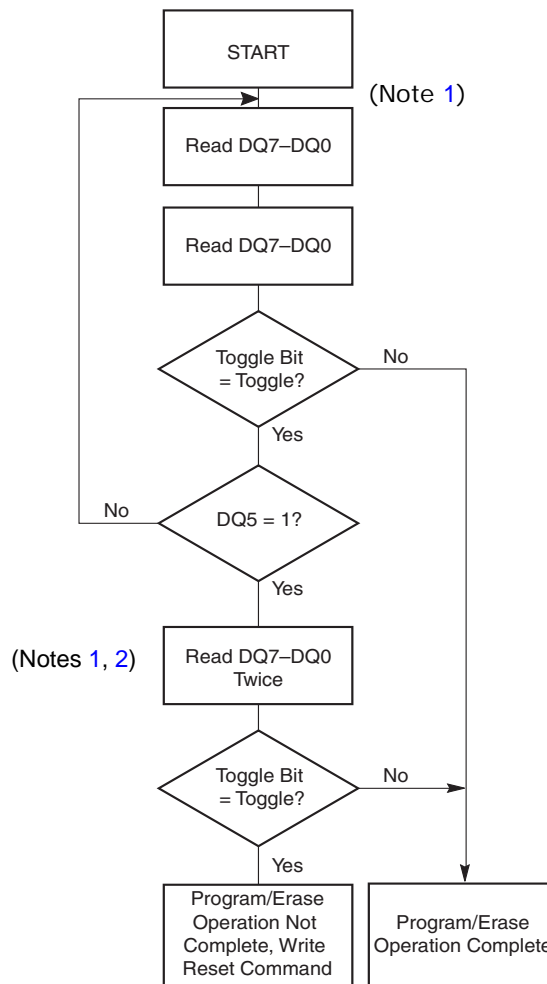 START
(Note 1)
Read DQ7–DQ0
Read DQ7–DQ0
Toggle Bit
= Toggle?
No
Yes
No
DQ5 = 1?
Yes
(Notes 1, 2)
Read DQ7–DQ0
Twice
Toggle Bit
= Toggle?
No
Yes
Program/Erase
Operation Not
Complete, Write
Reset Command
Program/Erase
Operation Complete